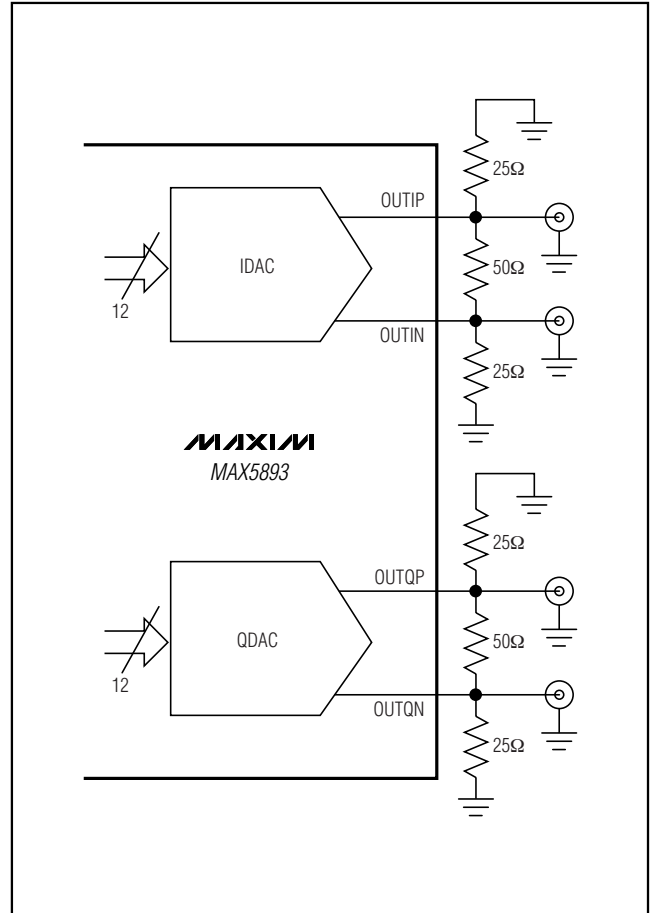 25Ω
OUTIP
IDAC
50Ω
12
OUTIN
25Ω
MAXIM
MAX5893
25Ω
OUTQP
QDAC
50Ω
12
OUTQN
25Ω